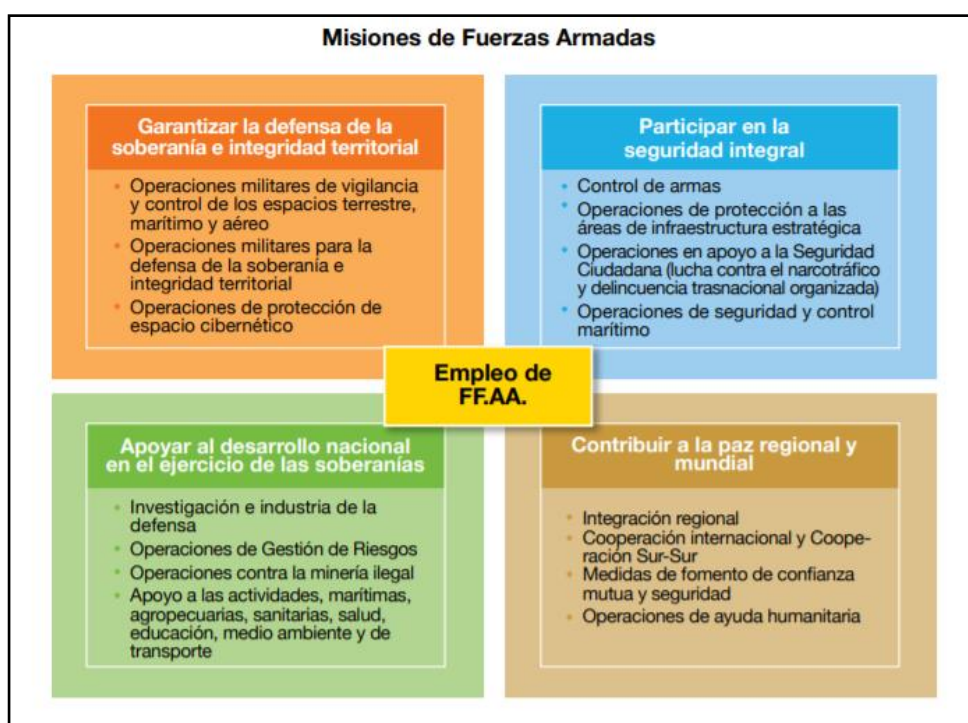 Misiones de Fuerzas Armadas
Garantizar la defensa de la
soberanía e integridad territorial
• Operaciones militares de vigilancia
y control de los espacios terrestre,
marítimo y aéreo
• Operaciones militares para la
defensa de la soberanía e
integridad territorial
• Operaciones de protección de
espacio cibernético
Participar en la
seguridad integral
• Control de armas
• Operaciones de protección a las
áreas de infraestructura estratégica
• Operaciones en apoyo a la Seguridad
Ciudadana (lucha contra el narcotráfico
y delincuencia trasnacional organizada)
• Operaciones de seguridad y control
marítimo
Empleo de
FF.AA.
Apoyar al desarrollo nacional
en el ejercicio de las soberanías
• Investigación e industria de la
defensa
• Operaciones de Gestión de Riesgos
• Operaciones contra la minería ilegal
• Apoyo a las actividades, marítimas,
agropecuarias, sanitarias, salud,
educación, medio ambiente y de
transporte
Contribuir a la paz regional y
mundial
• Integración regional
• Cooperación internacional y Coope-
ración Sur-Sur
• Medidas de fomento de confianza
mutua y seguridad
• Operaciones de ayuda humanitaria